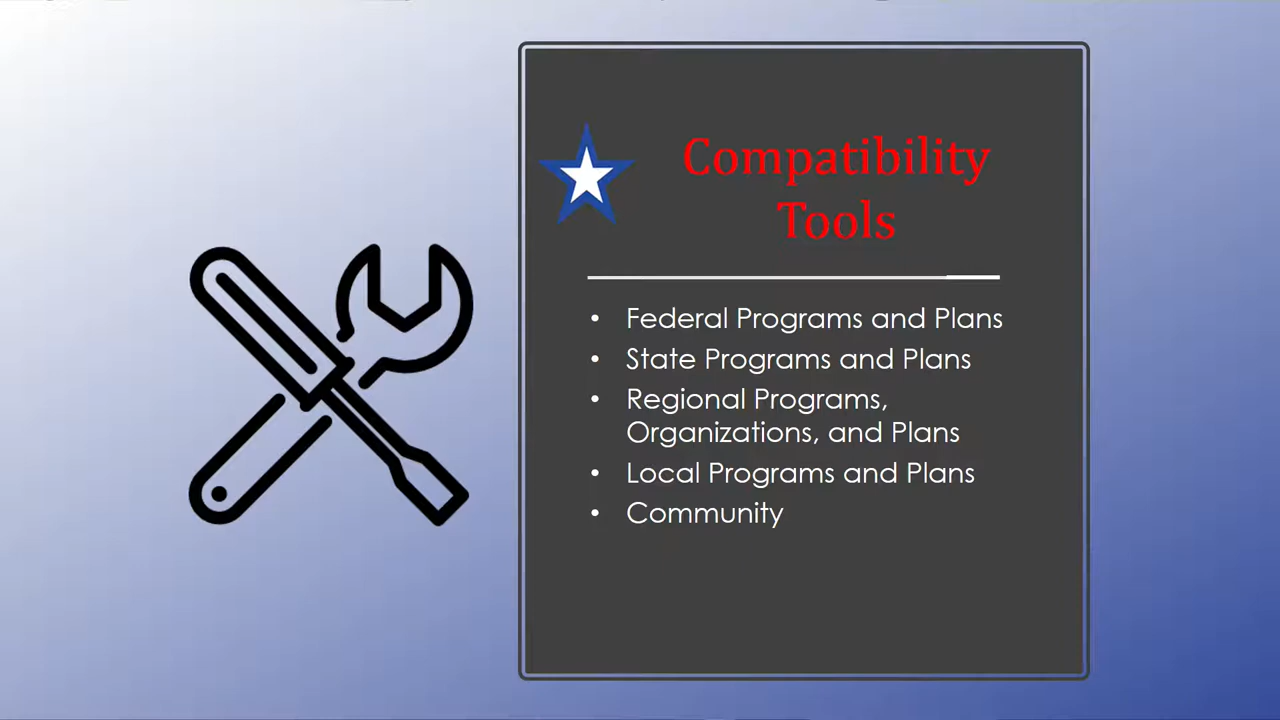 Compatibility
Tools
• Federal Programs and Plans
• State Programs and Plans
• Regional Programs,
Organizations, and Plans
• Local Programs and Plans
• Community